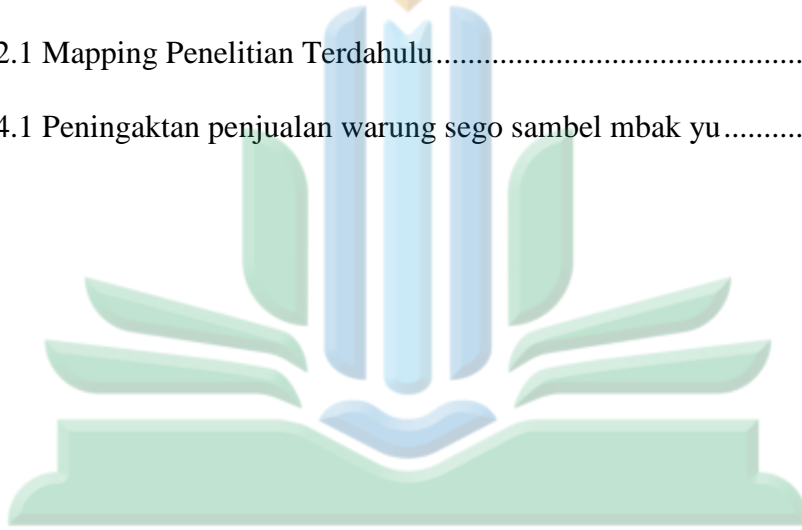 2.1 Mapping Penelitian Terdahulu........................................
4.1 Peningaktan penjualan warung sego sambel mbak yu..........